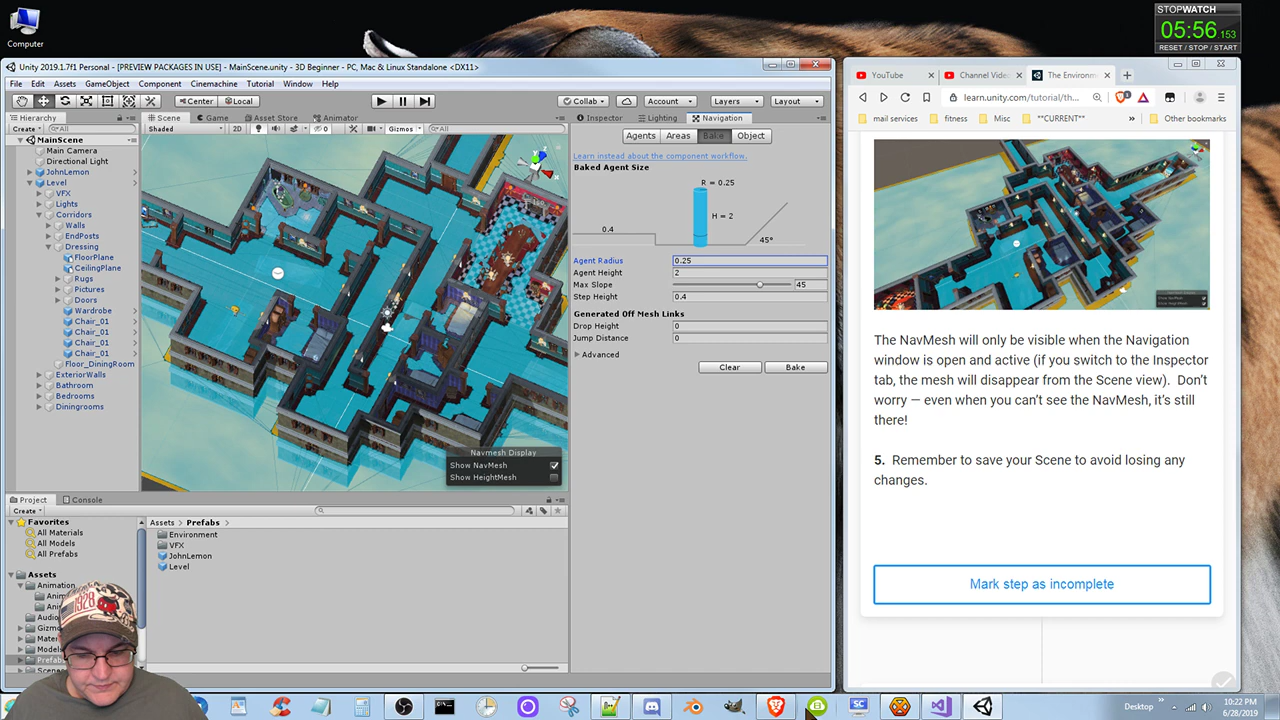 Computer
STOPWATCH
05:56.153
RESET / STOP / START
Unity 2019.1.7f1 Personal - [PREVIEW PACKAGES IN USE] - MainScene.unity - 3D Beginner - PC, Mac & Linux Standalone <DX11>
File Edit Assets GameObject Component Cinemachine Tutorial Window Help
Center Local
Collab Account Layers Layout
Hierarchy
Create All
MainScene
Main Camera
Directional Light
JohnLemon
Level
VFX
Lights
Corridors
Walls
EndPosts
Dressing
FloorPlane
CeilingPlane
Rugs
Pictures
Doors
Wardrobe
Chair_01
Chair_01
Chair_01
Chair_01
Floor_DiningRoom
ExteriorWalls
Bathroom
Bedrooms
Diningrooms
Scene Game Asset Store Animator
Shaded 2D 0 Gizmos All
Iso
Navmesh Display
Show NavMesh
Show HeightMesh
Inspector Lighting Navigation
Agents Areas Bake Object
Learn instead about the component workflow.
Baked Agent Size
R = 0.25
H = 2
0.4
45°
Agent Radius 0.25
Agent Height 2
Max Slope 45
Step Height 0.4
Generated Off Mesh Links
Drop Height 0
Jump Distance 0
Advanced
Clear Bake
Project Console
Create
Favorites
All Materials
All Models
All Prefabs
Assets
Animation
Assets > Prefabs >
Environment
VFX
JohnLemon
Level
1928
YouTube Channel Video The Environm
learn.unity.com/tutorial/th...
mail services fitness Misc **CURRENT** » Other bookmarks
The NavMesh will only be visible when the Navigation
window is open and active (if you switch to the Inspector
tab, the mesh will disappear from the Scene view). Don't
worry — even when you can't see the NavMesh, it's still
there!
5. Remember to save your Scene to avoid losing any
changes.
Mark step as incomplete
SC
Desktop »
10:22 PM
6/28/2019